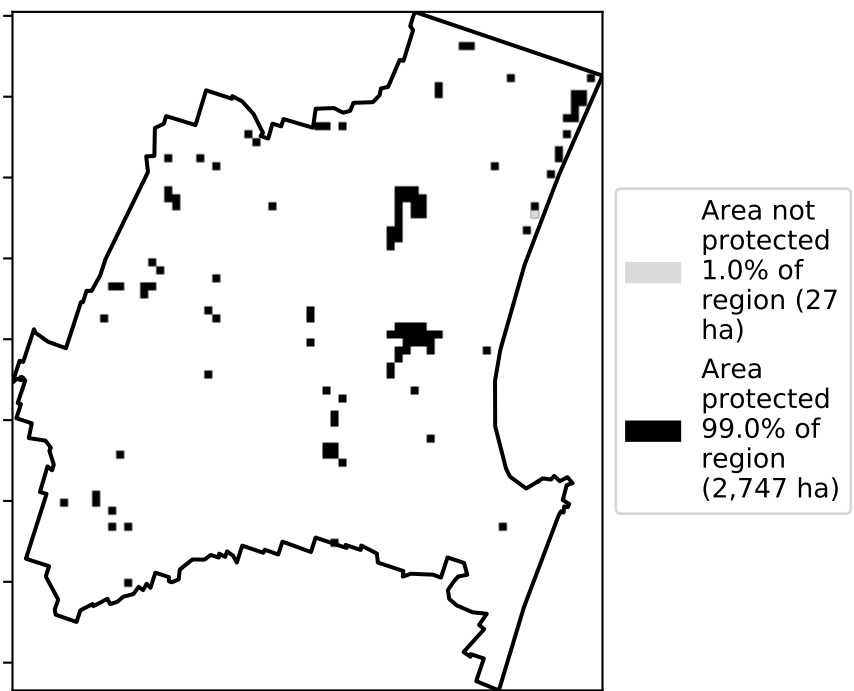 Area not
protected
1.0% of
region (27
ha)
Area
protected
99.0% of
region
(2,747 ha)